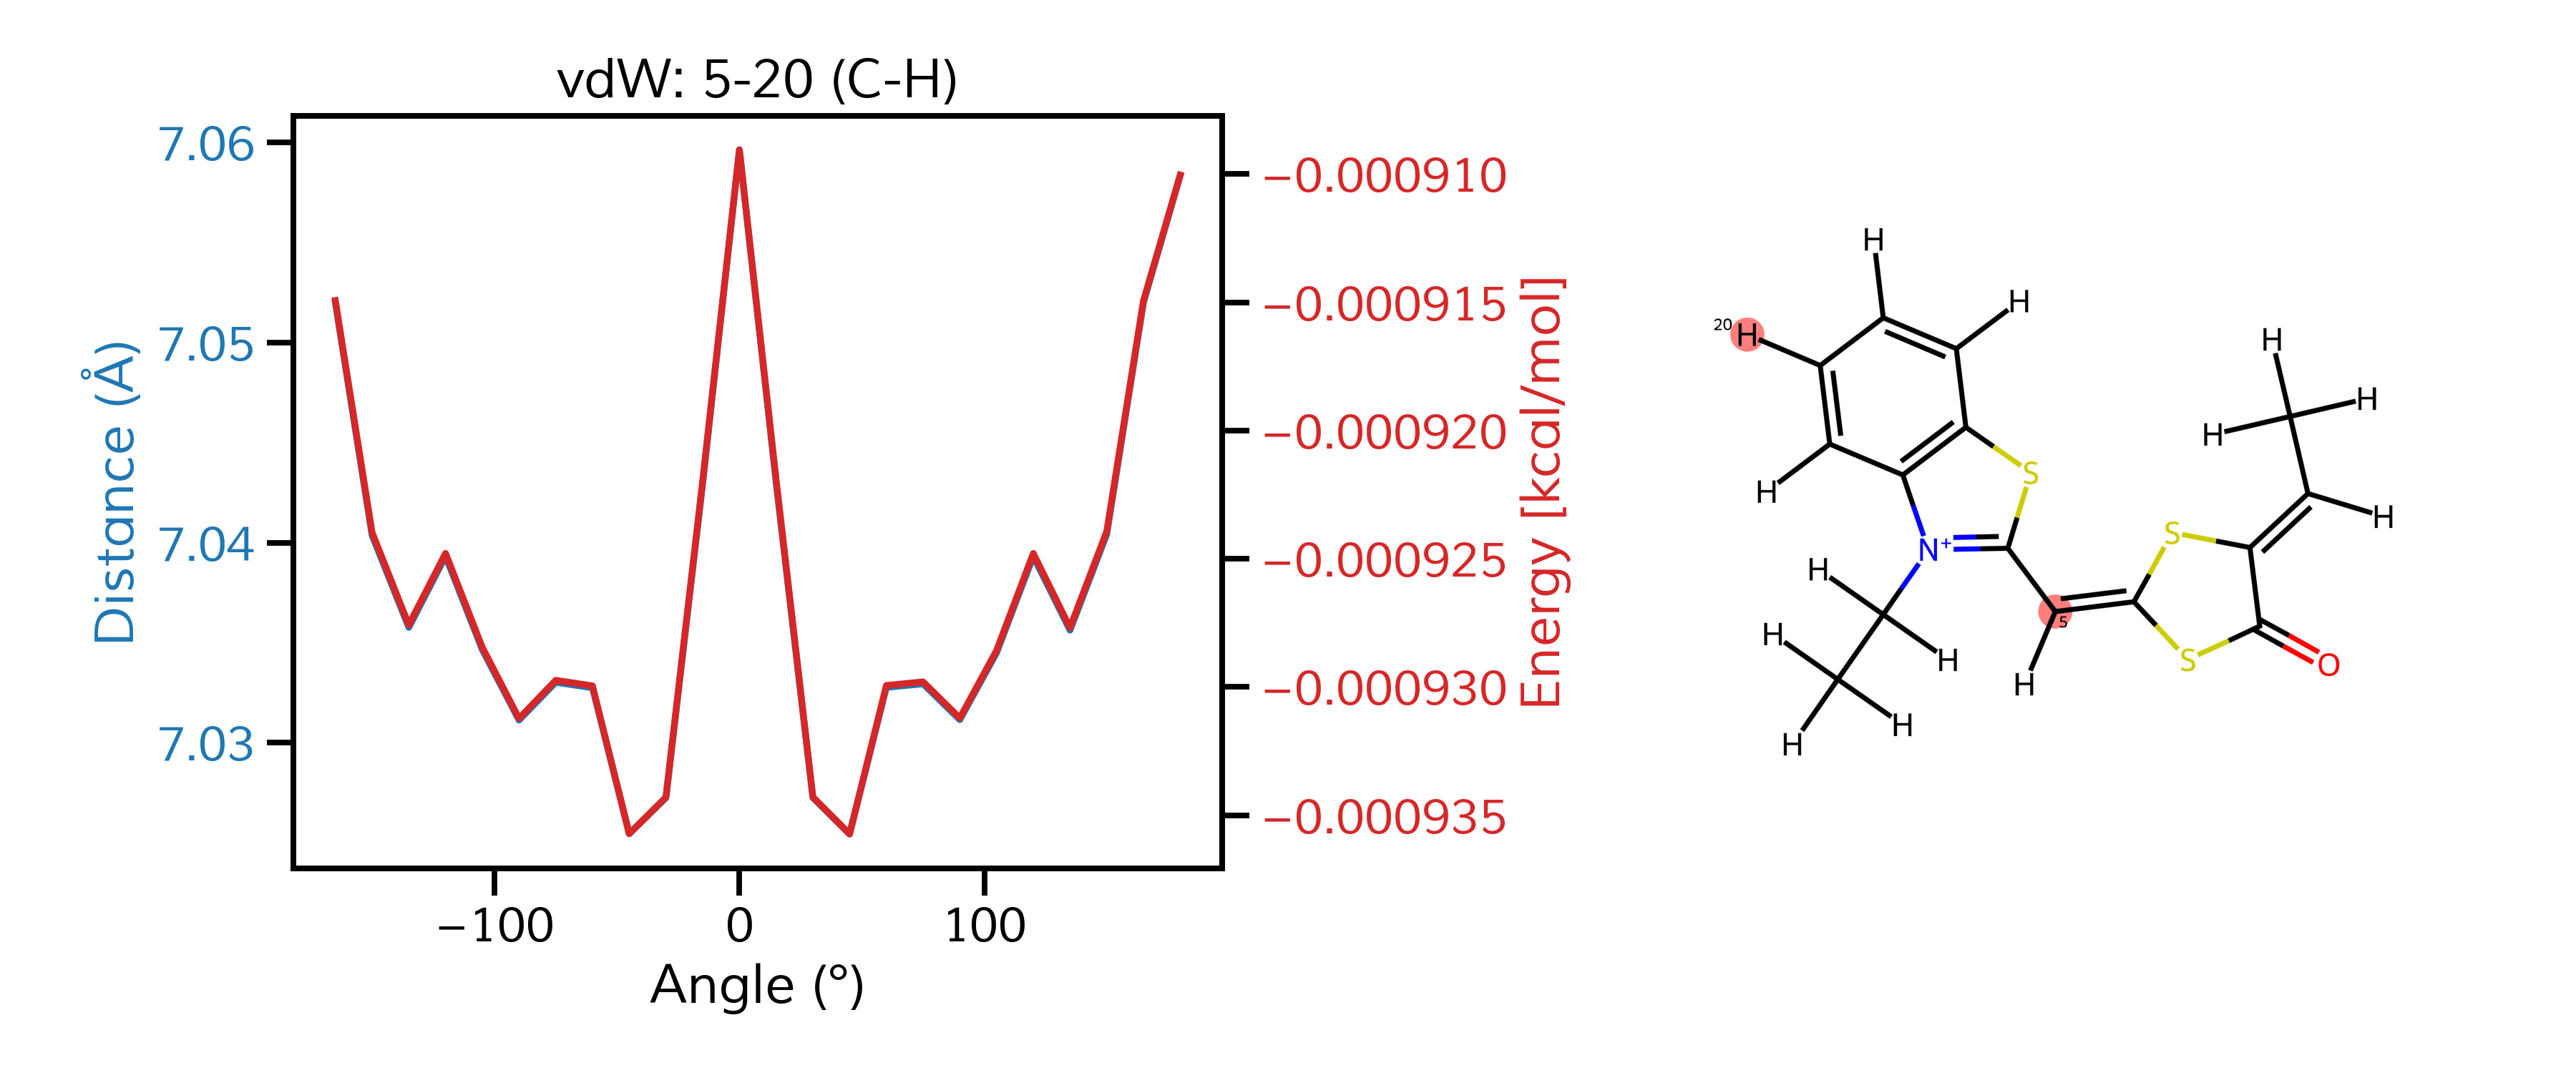 vdW: 5-20 (C-H)
7.06
7.05
7.04
7.03
Distance (Å)
−0.000910
−0.000915
−0.000920
−0.000925
−0.000930
−0.000935
Energy [kcal/mol]
−100
0
100
Angle (°)
H
H
20
H
H
H
S
H
H
H
S
H
N+
H
5
S
O
H
H
H
H
H